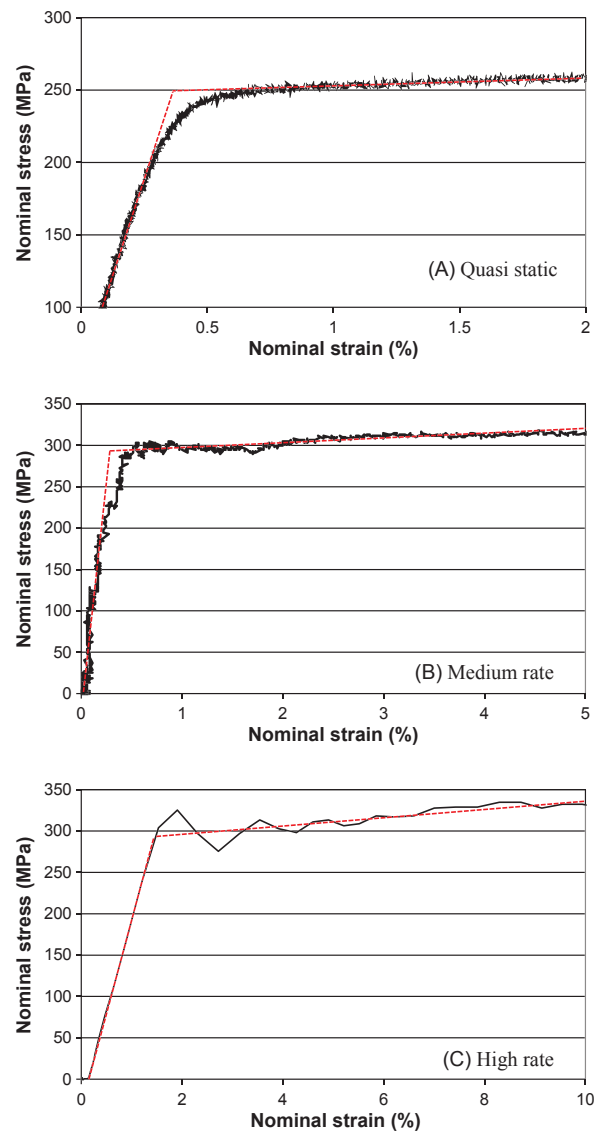 300
250
200
150
100
Nominal stress (MPa)
(A) Quasi static
0 0.5 1 1.5 2
Nominal strain (%)
350
300
250
200
150
100
50
0
Nominal stress (MPa)
(B) Medium rate
0 1 2 3 4 5
Nominal strain (%)
350
300
250
200
150
100
50
0
Nominal stress (MPa)
(C) High rate
0 2 4 6 8 10
Nominal strain (%)